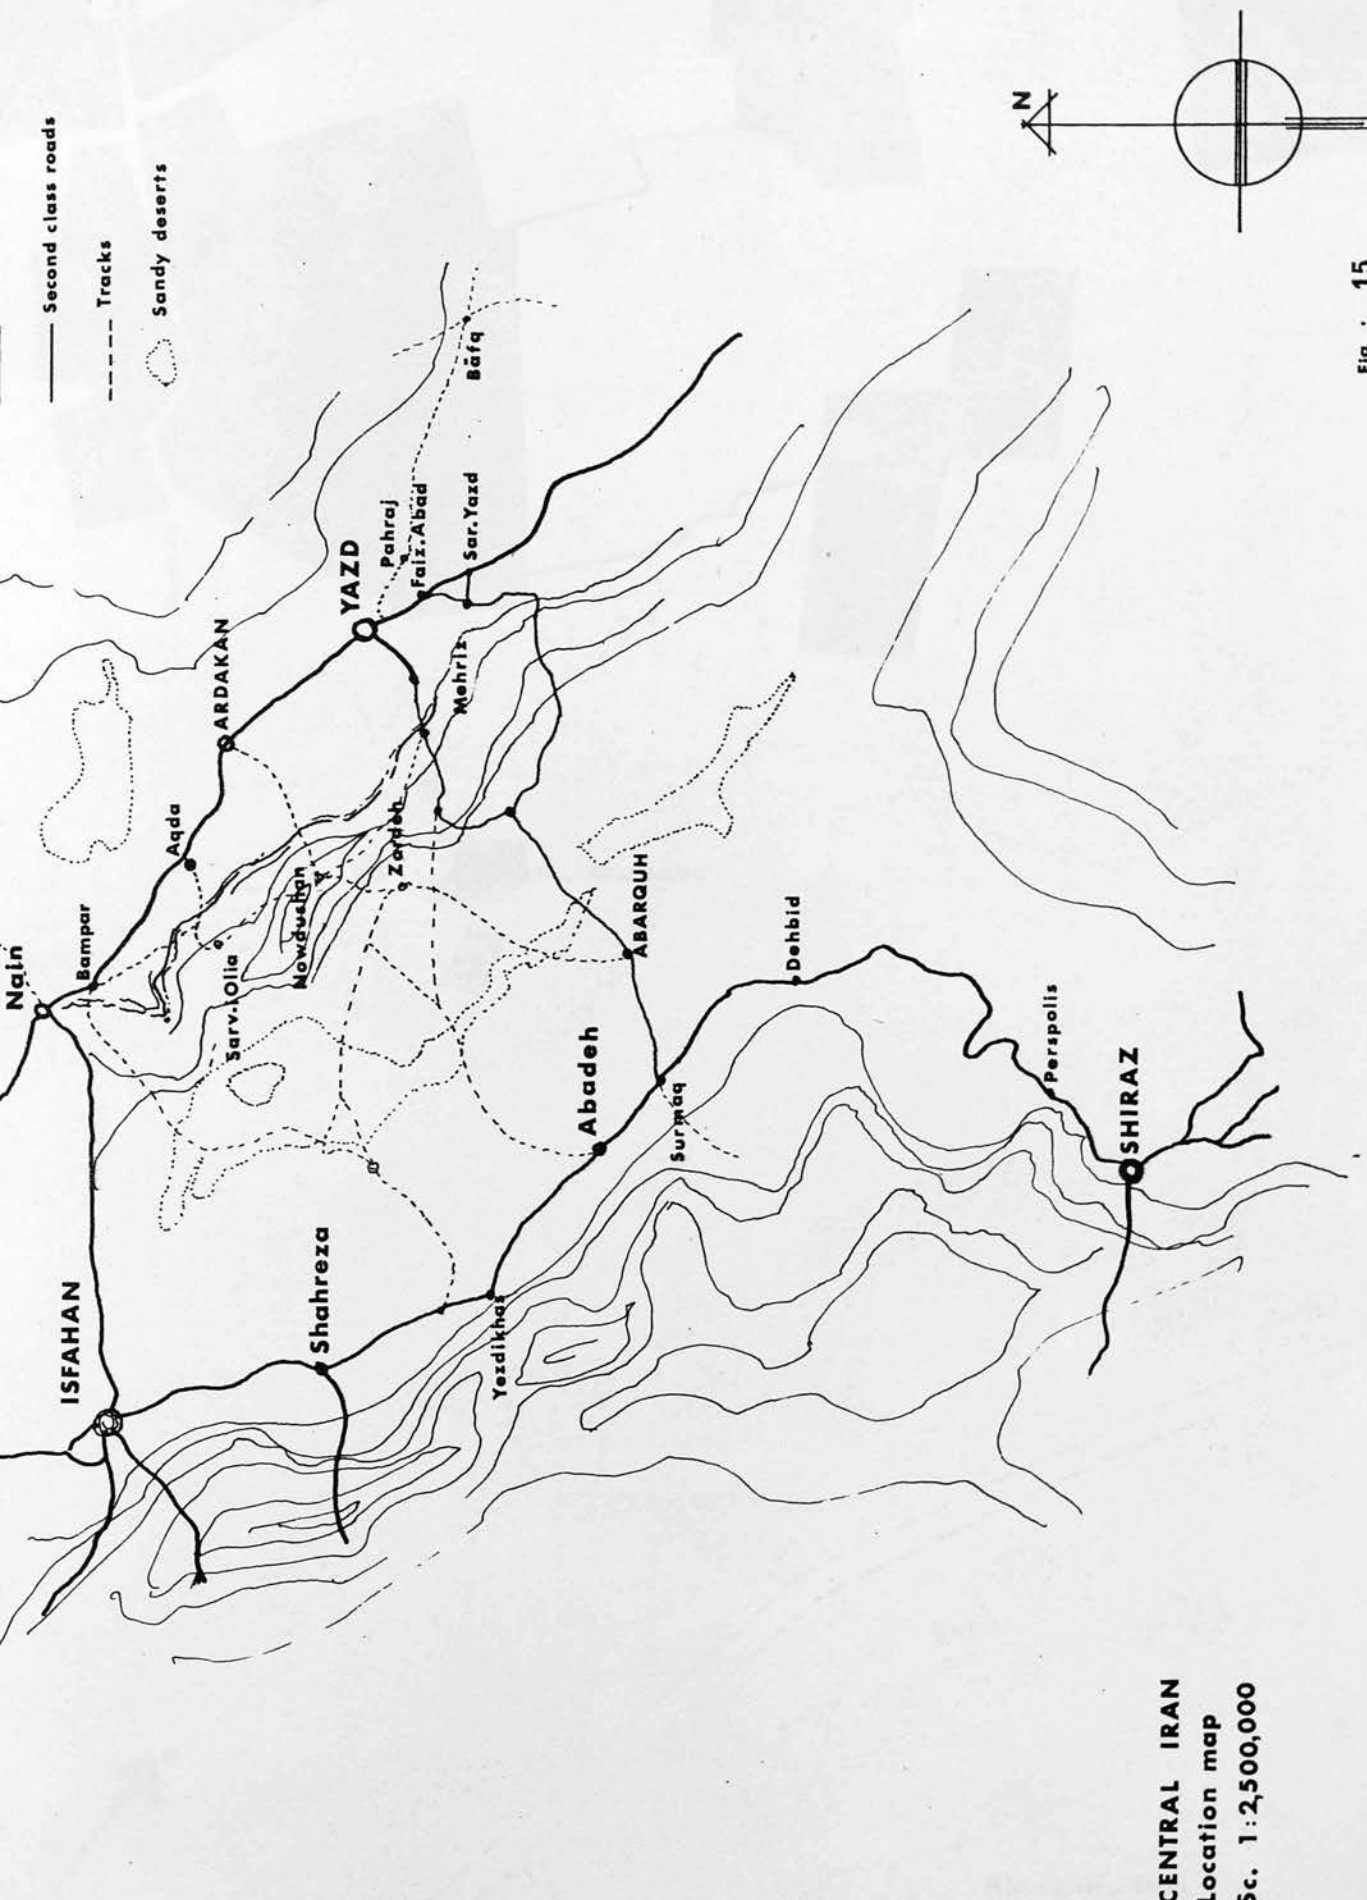 Second class roads
Tracks
Sandy deserts
N
Nain
Bampar
Aqda
ARDAKAN
YAZD
Pahraj
Faiz.Abad
Sar.Yazd
Bāfq
Mehriz
Zardeh
Nowdushan
Sarv.Olia
ISFAHAN
Shahreza
Yezdikhas
Abadeh
Surmaq
ABARQUH
Dehbid
Perspolis
SHIRAZ
CENTRAL IRAN
Location map
Sc. 1:2,500,000
Fig. 15